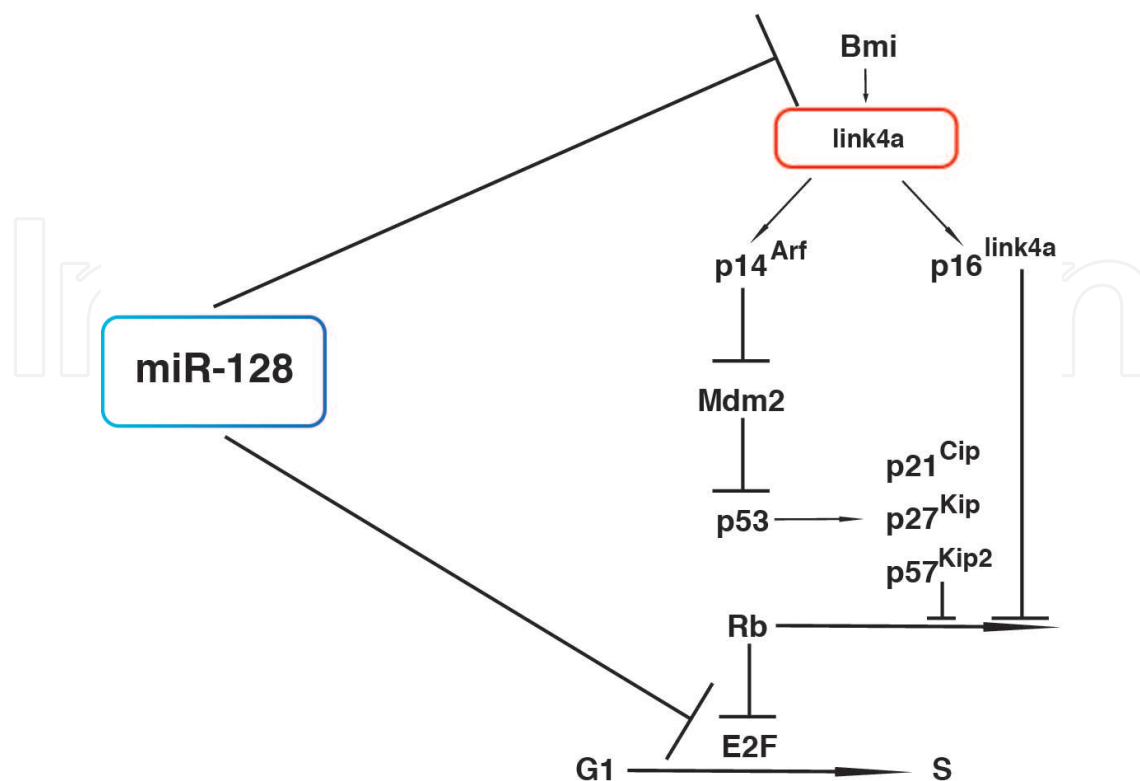 Bmi
link4a
p14Arf
p16link4a
miR-128
Mdm2
p21Cip
p53
p27Kip
p57Kip2
Rb
E2F
G1
S